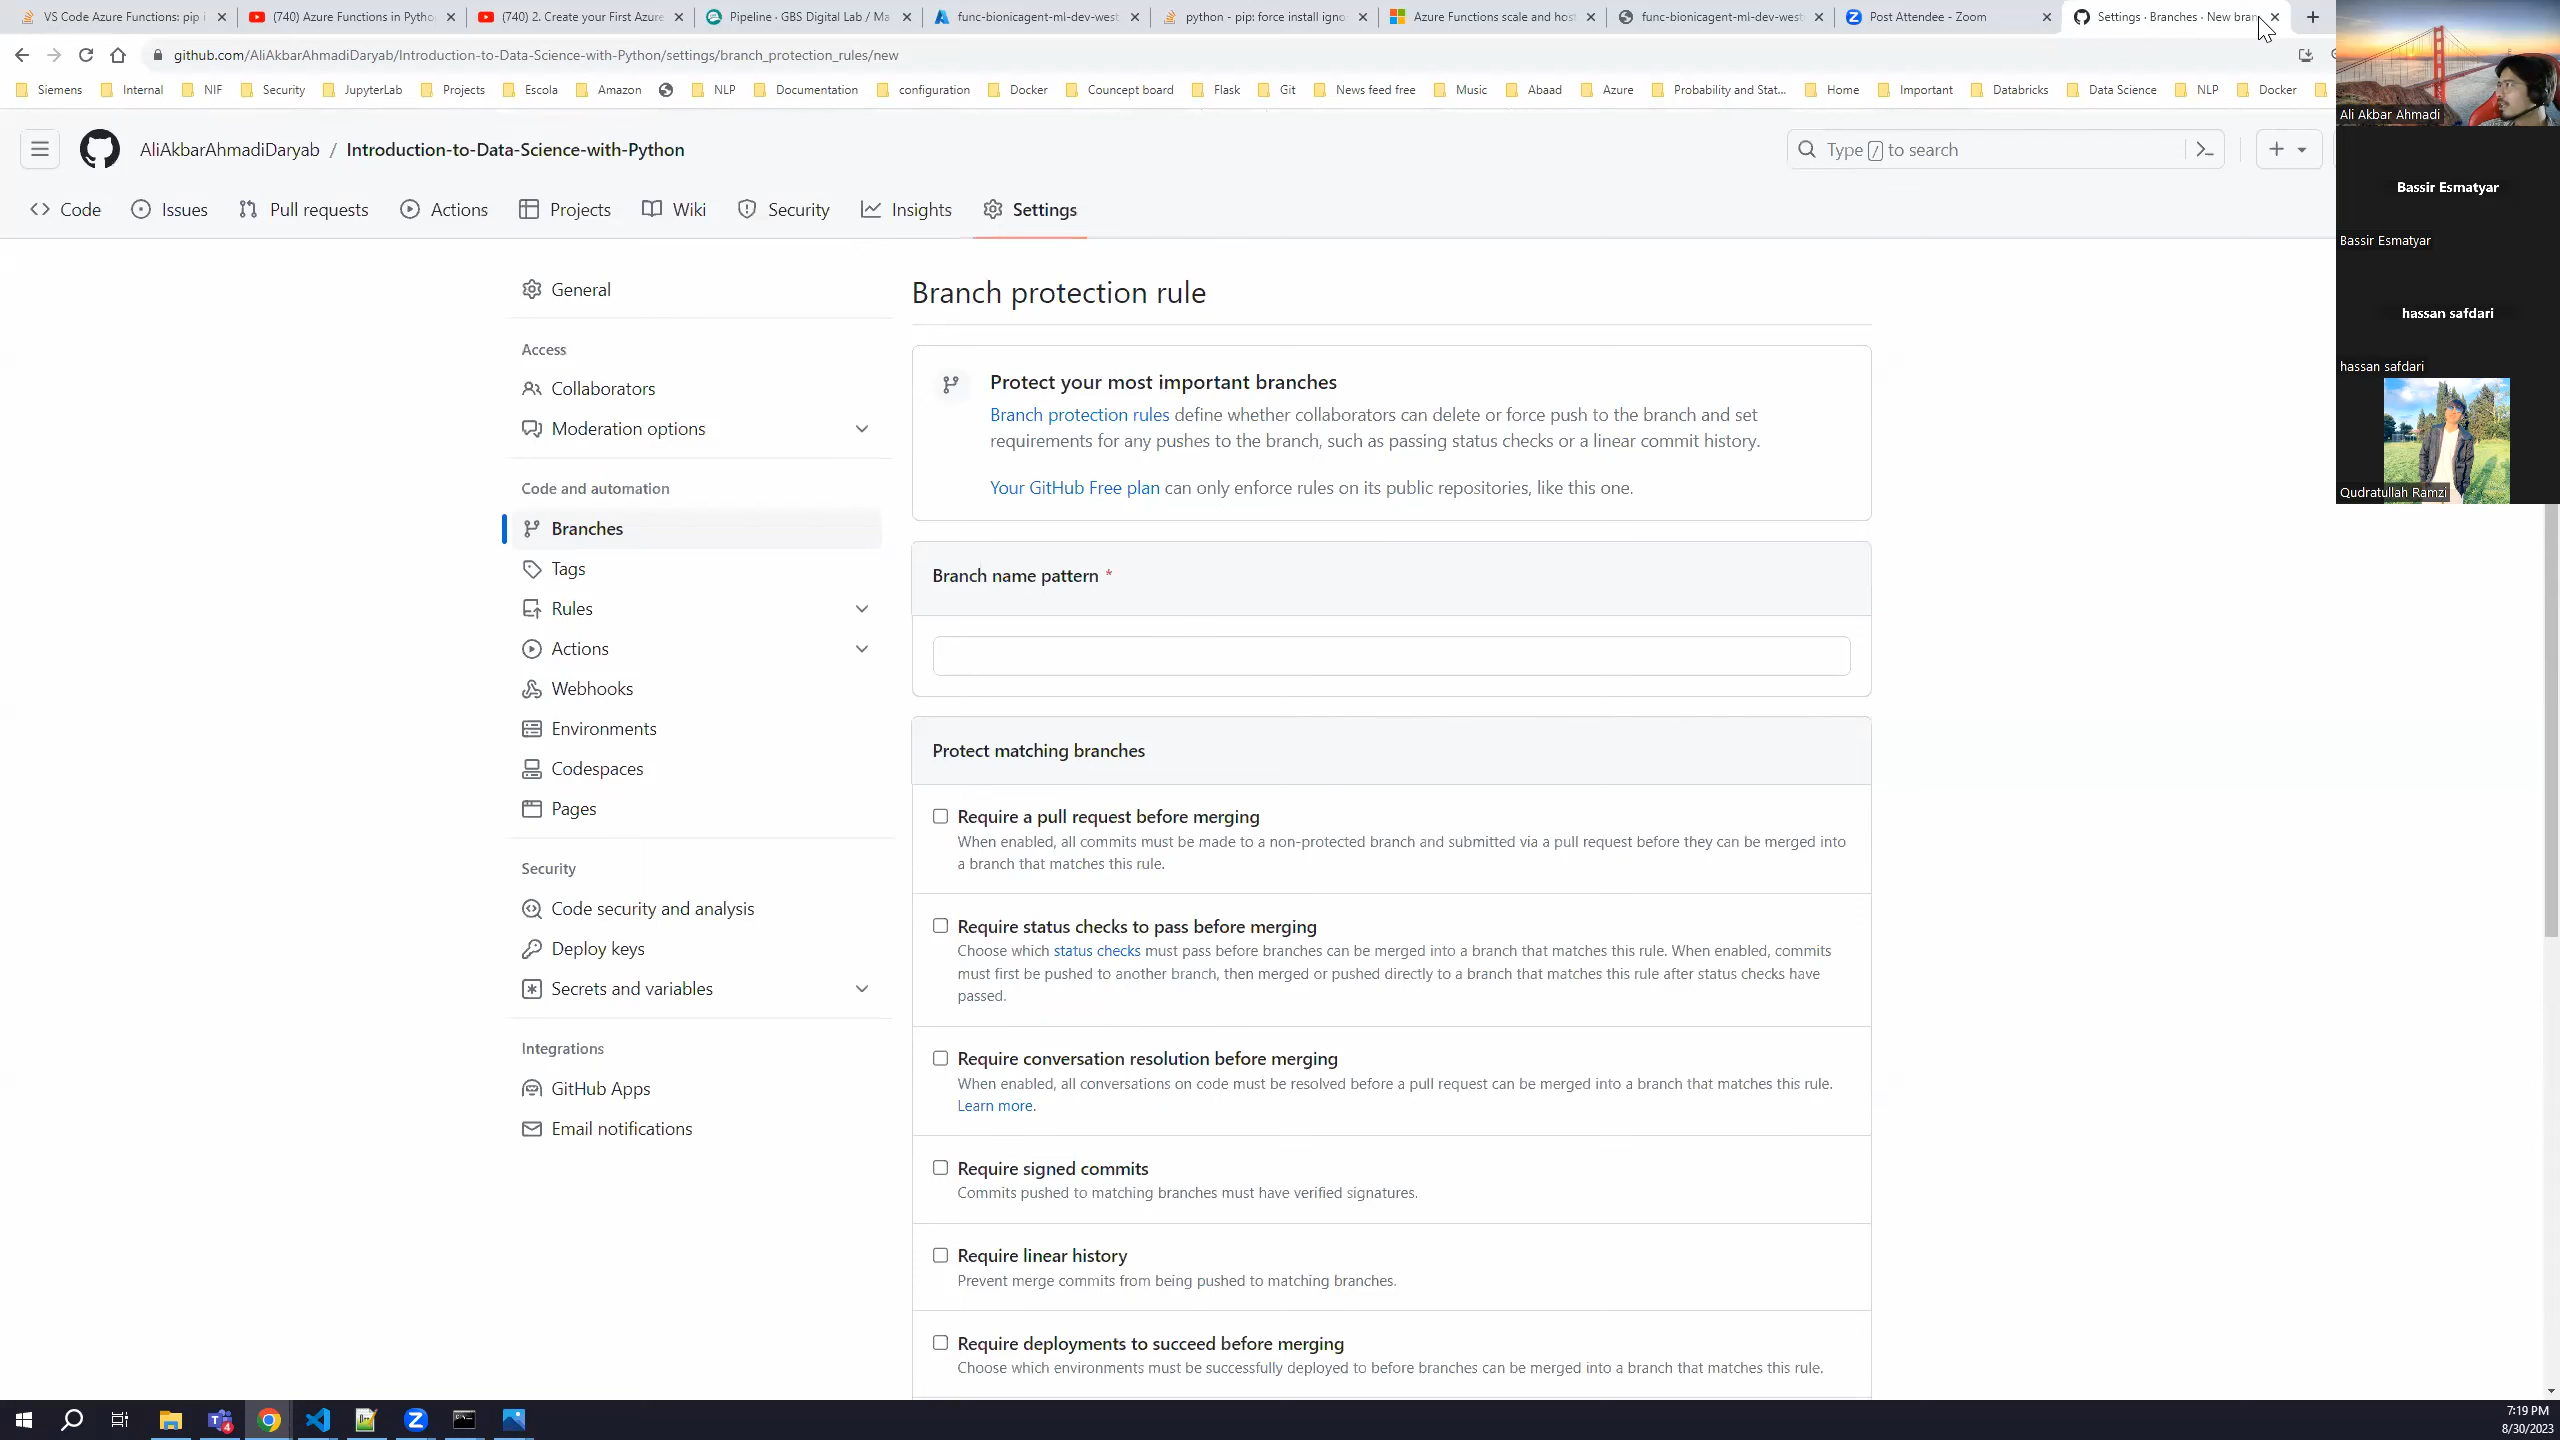 VS Code Azure Functions: pip i
(740) Azure Functions in Pytho
(740) 2. Create your First Azure
Pipeline · GBS Digital Lab / Ma
func-bionicagent-ml-dev-west
python - pip: force install igno
Azure Functions scale and host
func-bionicagent-ml-dev-west
Post Attendee - Zoom
Settings · Branches · New bran
github.com/AliAkbarAhmadiDaryab/Introduction-to-Data-Science-with-Python/settings/branch_protection_rules/new
Siemens
Internal
NIF
Security
JupyterLab
Projects
Escola
Amazon
NLP
Documentation
configuration
Docker
Councept board
Flask
Git
News feed free
Music
Abaad
Azure
Probability and Stat...
Home
Important
Databricks
Data Science
NLP
Docker
AliAkbarAhmadiDaryab / Introduction-to-Data-Science-with-Python
Type / to search
Code
Issues
Pull requests
Actions
Projects
Wiki
Security
Insights
Settings
General
Access
Collaborators
Moderation options
Code and automation
Branches
Tags
Rules
Actions
Webhooks
Environments
Codespaces
Pages
Security
Code security and analysis
Deploy keys
Secrets and variables
Integrations
GitHub Apps
Email notifications
Branch protection rule
Protect your most important branches
Branch protection rules define whether collaborators can delete or force push to the branch and set
requirements for any pushes to the branch, such as passing status checks or a linear commit history.
Your GitHub Free plan can only enforce rules on its public repositories, like this one.
Branch name pattern *
Protect matching branches
Require a pull request before merging
When enabled, all commits must be made to a non-protected branch and submitted via a pull request before they can be merged into
a branch that matches this rule.
Require status checks to pass before merging
Choose which status checks must pass before branches can be merged into a branch that matches this rule. When enabled, commits
must first be pushed to another branch, then merged or pushed directly to a branch that matches this rule after status checks have
passed.
Require conversation resolution before merging
When enabled, all conversations on code must be resolved before a pull request can be merged into a branch that matches this rule.
Learn more.
Require signed commits
Commits pushed to matching branches must have verified signatures.
Require linear history
Prevent merge commits from being pushed to matching branches.
Require deployments to succeed before merging
Choose which environments must be successfully deployed to before branches can be merged into a branch that matches this rule.
Ali Akbar Ahmadi
Bassir Esmatyar
Bassir Esmatyar
hassan safdari
hassan safdari
Qudratullah Ramzi
7:19 PM
8/30/2023